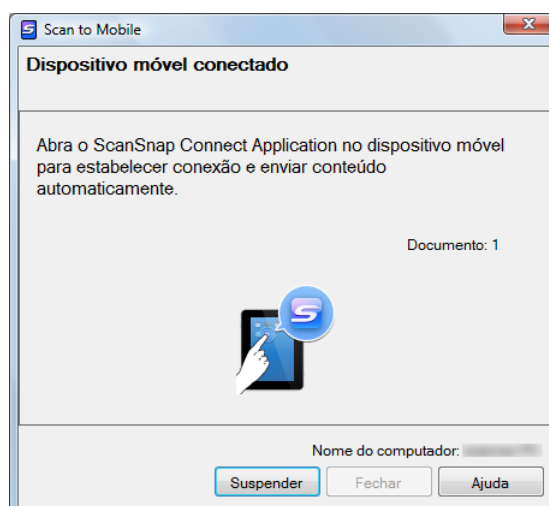 Scan to Mobile
Dispositivo móvel conectado
Abra o ScanSnap Connect Application no dispositivo móvel
para estabelecer conexão e enviar conteúdo
automaticamente.
Documento: 1
Nome do computador:
Suspender Fechar Ajuda